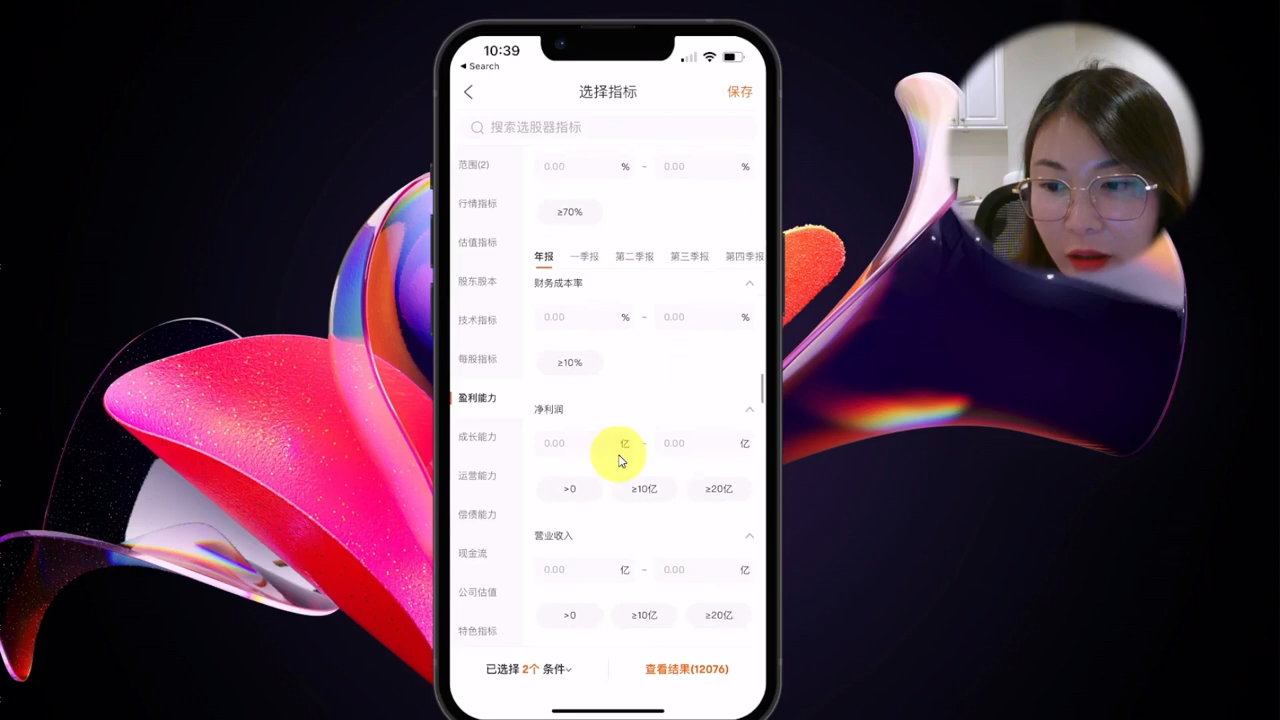 10:39
◀ Search
选择指标
保存
搜索选股器指标
范围(2)
0.00 % ~ 0.00 %
行情指标
≥70%
估值指标
年报 一季报 第二季报 第三季报 第四季报
股东股本
财务成本率
技术指标
0.00 % ~ 0.00 %
每股指标
≥10%
盈利能力
净利润
成长能力
0.00 亿 ~ 0.00 亿
运营能力
>0 ≥10亿 ≥20亿
偿债能力
营业收入
现金流
0.00 亿 ~ 0.00 亿
公司估值
>0 ≥10亿 ≥20亿
特色指标
已选择 2个 条件
查看结果(12076)